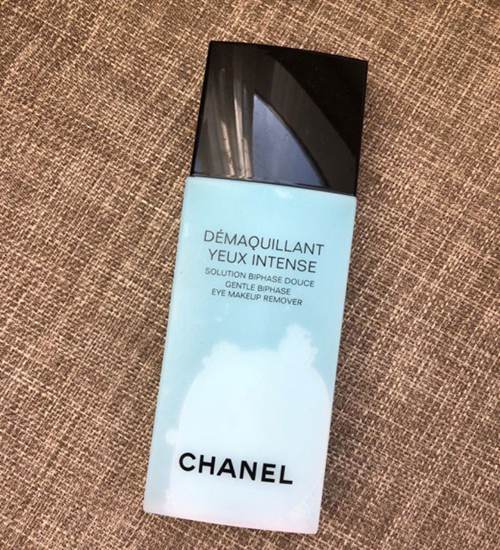 DÉMAQUILLANT
YEUX INTENSE
SOLUTION BIPHASE DOUCE
GENTLE BIPHASE
EYE MAKEUP REMOVER
CHANEL